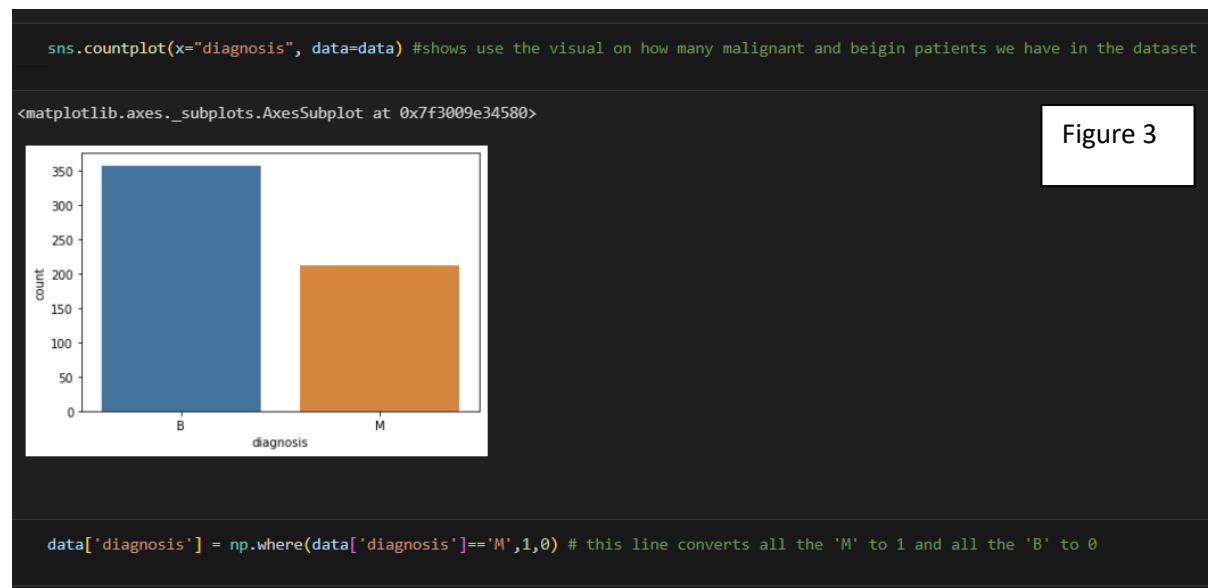 sns.countplot(x="diagnosis", data=data) #shows use the visual on how many malignant and beigin patients we have in the dataset
<matplotlib.axes._subplots.AxesSubplot at 0x7f3009e34580>
Figure 3
350
300
250
200
150
100
50
0
count
B
M
diagnosis
data['diagnosis'] = np.where(data['diagnosis']=='M',1,0) # this line converts all the 'M' to 1 and all the 'B' to 0